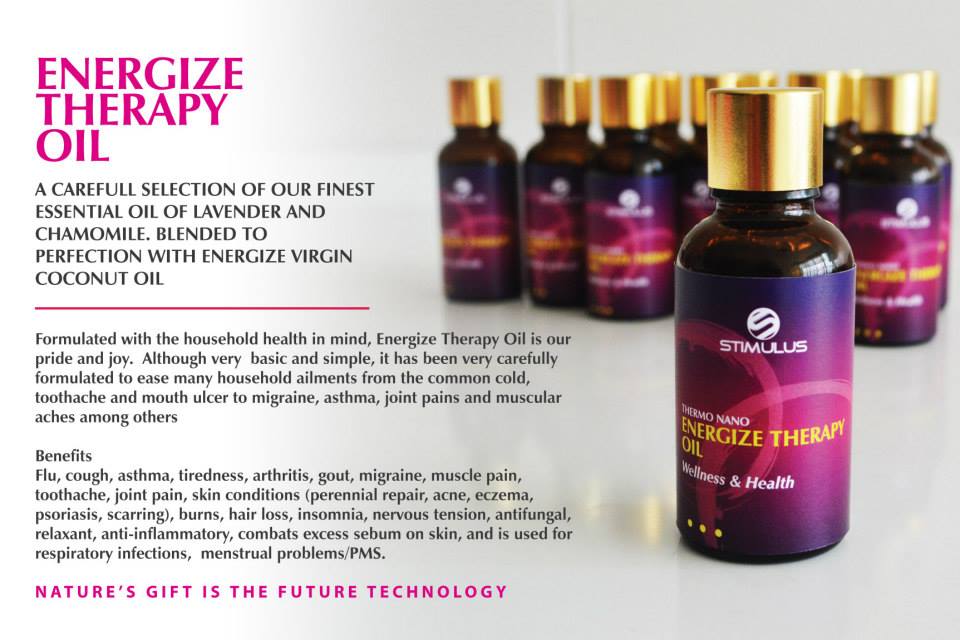 ENERGIZE
THERAPY
OIL
A CAREFULL SELECTION OF OUR FINEST
ESSENTIAL OIL OF LAVENDER AND
CHAMOMILE. BLENDED TO
PERFECTION WITH ENERGIZE VIRGIN
COCONUT OIL
Formulated with the household health in mind, Energize Therapy Oil is our
pride and joy.  Although very  basic and simple, it has been very carefully
formulated to ease many household ailments from the common cold,
toothache and mouth ulcer to migraine, asthma, joint pains and muscular
aches among others
Benefits
Flu, cough, asthma, tiredness, arthritis, gout, migraine, muscle pain,
toothache, joint pain, skin conditions (perennial repair, acne, eczema,
psoriasis, scarring), burns, hair loss, insomnia, nervous tension, antifungal,
relaxant, anti-inflammatory, combats excess sebum on skin, and is used for
respiratory infections,  menstrual problems/PMS.
NATURE'S GIFT IS THE FUTURE TECHNOLOGY
STIMULUS
THERMO NANO
ENERGIZE THERAPY
OIL
Wellness & Health